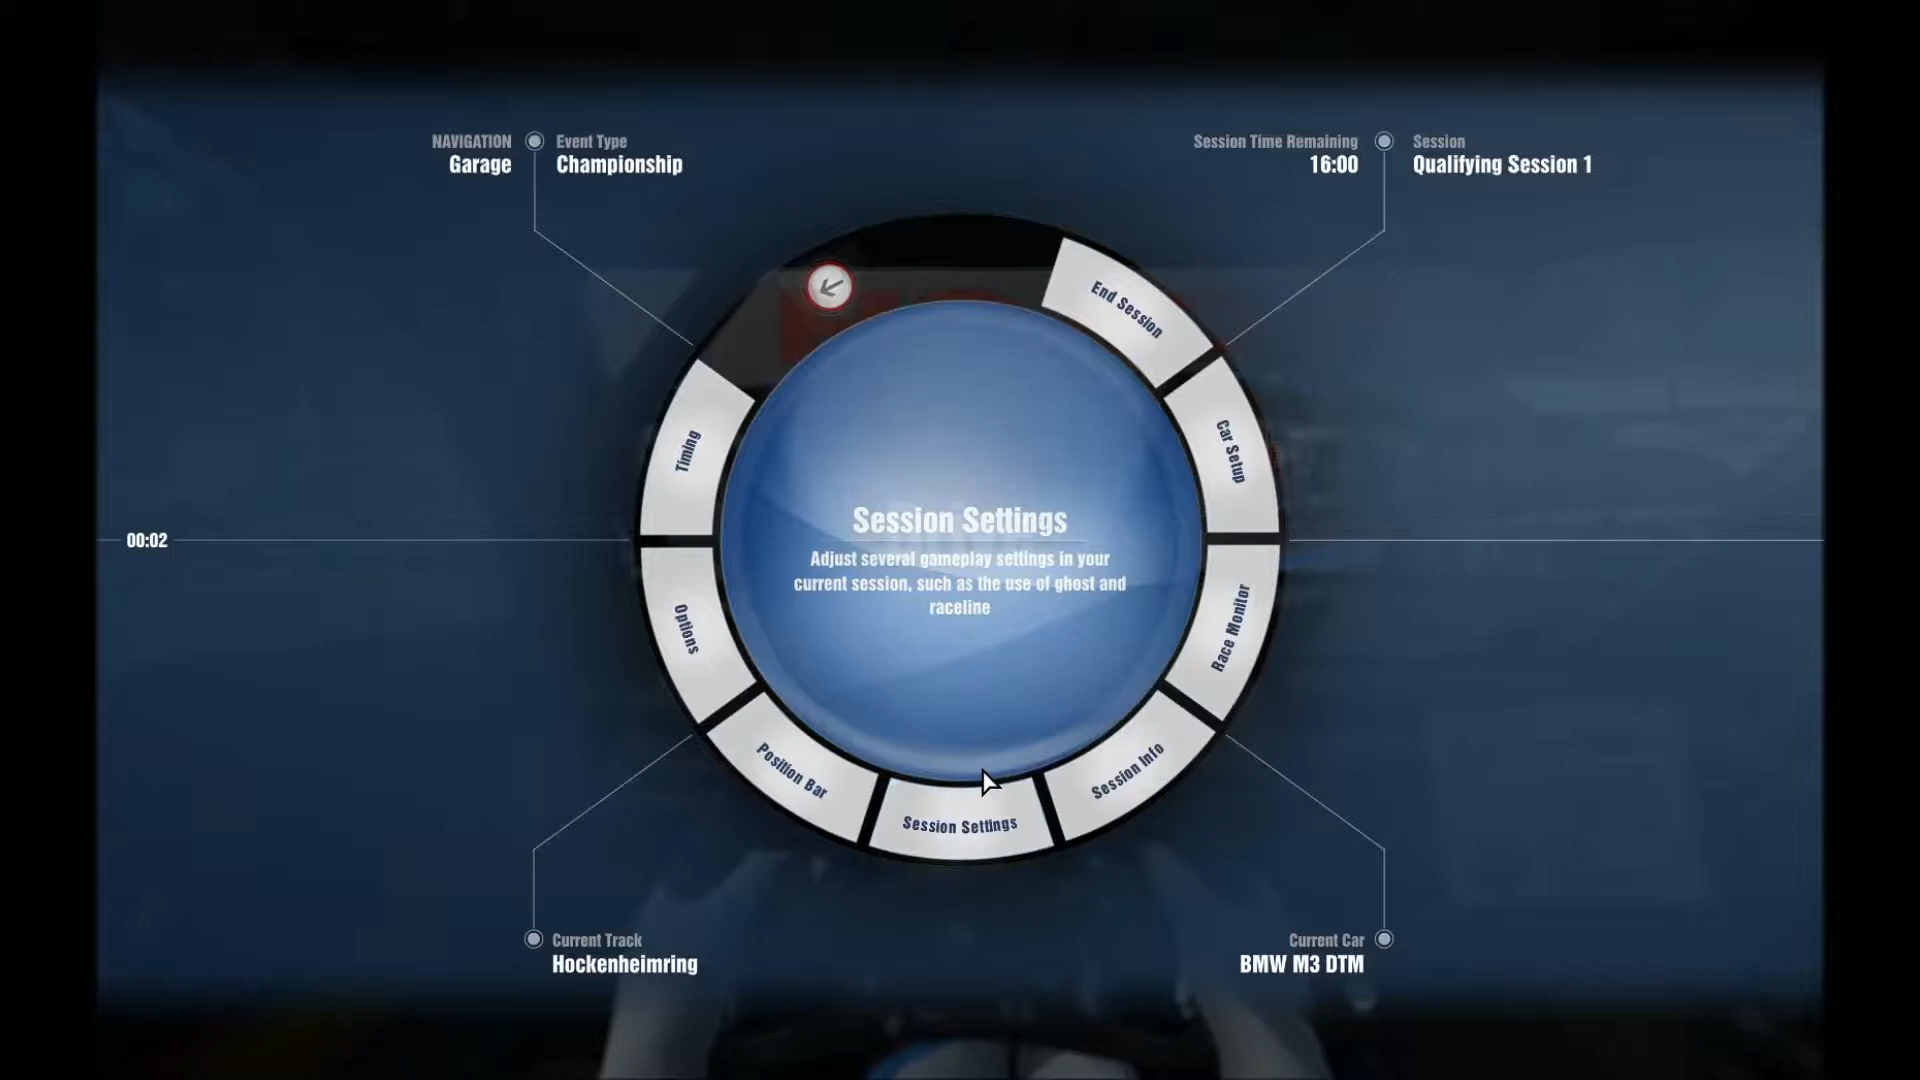 NAVIGATION
Garage
Event Type
Championship
Session Time Remaining
16:00
Session
Qualifying Session 1
End Session
Car Setup
Timing
Session Settings
Adjust several gameplay settings in your
current session, such as the use of ghost and
raceline
00:02
Options
Race Monitor
Position Bar
Session Info
Session Settings
Current Track
Hockenheimring
Current Car
BMW M3 DTM